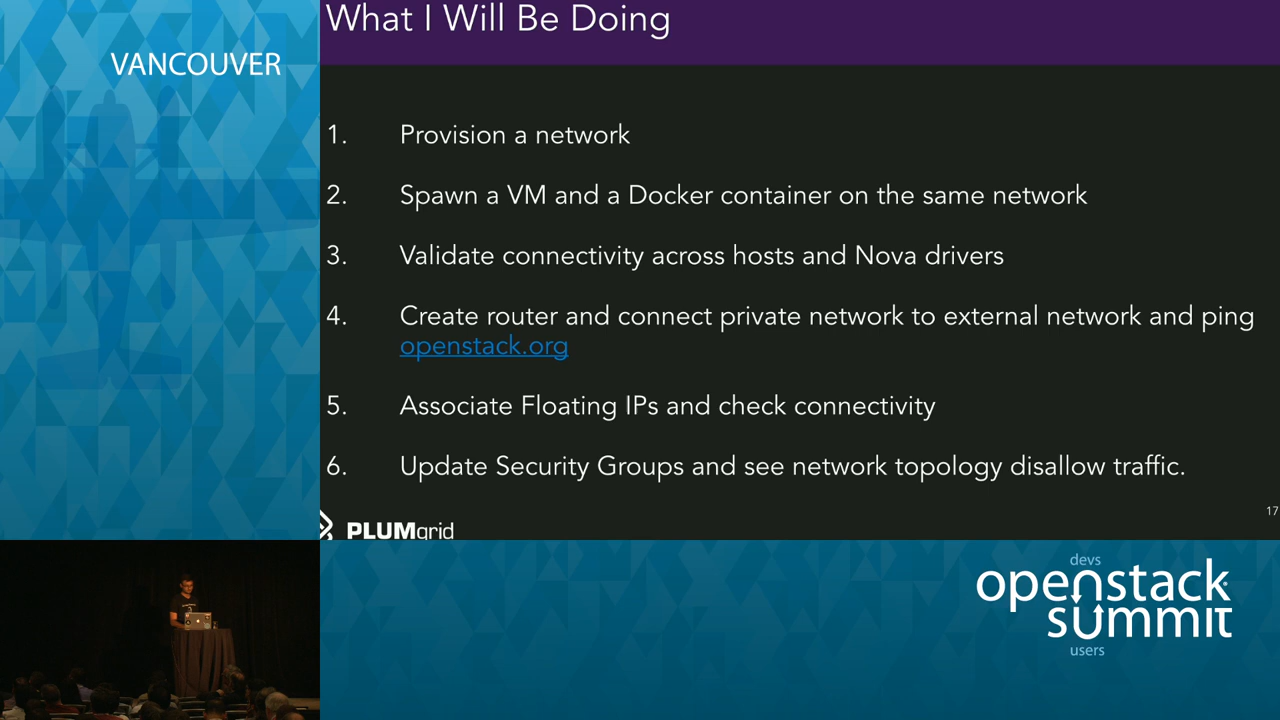 VANCOUVER
What I Will Be Doing
1. Provision a network
2. Spawn a VM and a Docker container on the same network
3. Validate connectivity across hosts and Nova drivers
4. Create router and connect private network to external network and ping
openstack.org
5. Associate Floating IPs and check connectivity
6. Update Security Groups and see network topology disallow traffic.
17
PLUMgrid
devs
openstack
summit
users